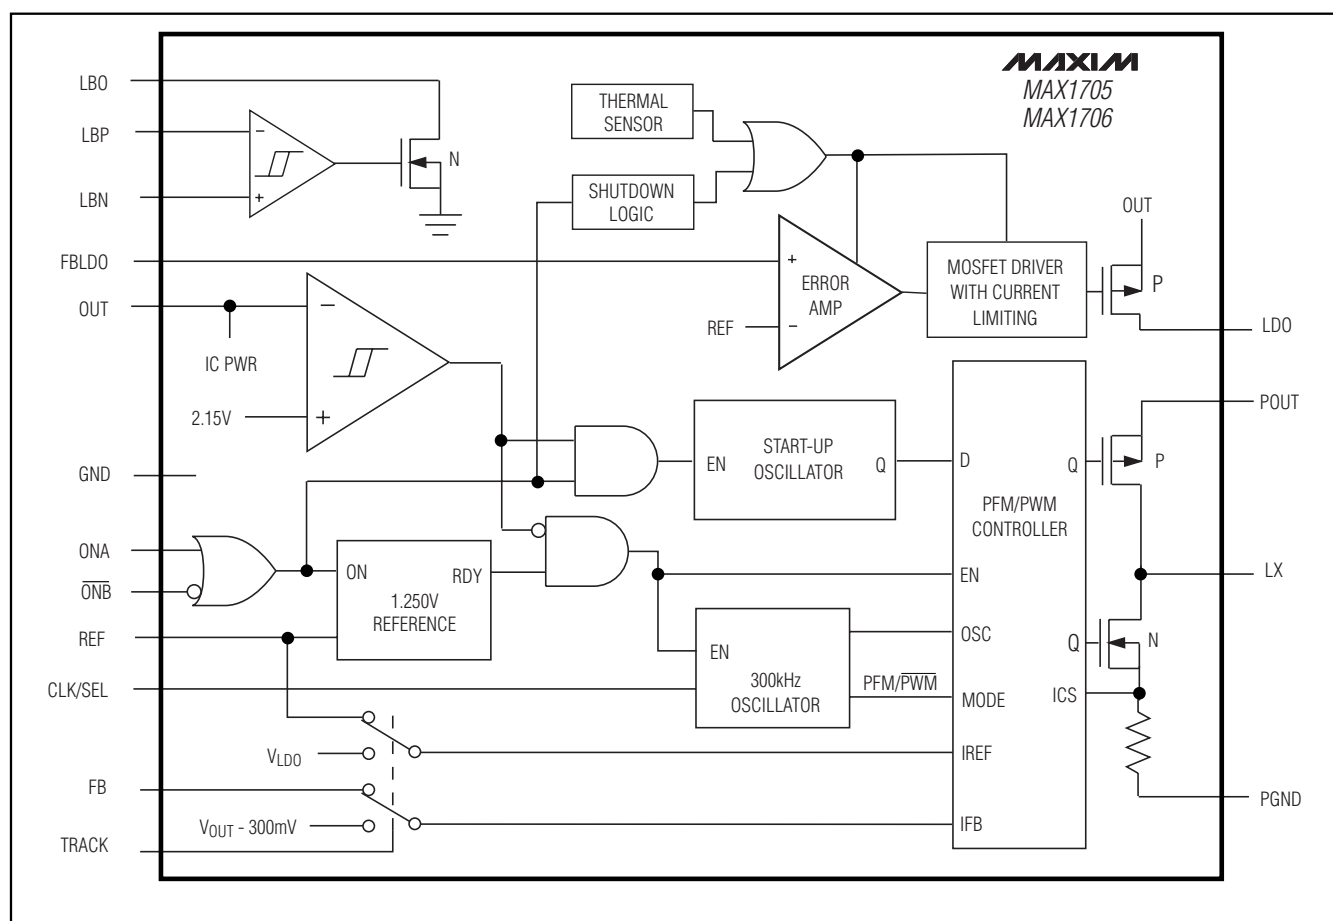 MAXIM
MAX1705
MAX1706
LBO
LBP
LBN
−
+
N
THERMAL
SENSOR
SHUTDOWN
LOGIC
FBLDO
OUT
IC PWR
2.15V
−
+
REF
+
−
ERROR
AMP
MOSFET DRIVER
WITH CURRENT
LIMITING
OUT
P
LDO
POUT
GND
EN
START-UP
OSCILLATOR
Q
D
PFM/PWM
CONTROLLER
Q
P
ONA
O̅N̅B̅
ON
RDY
1.250V
REFERENCE
EN
LX
REF
EN
300kHz
OSCILLATOR
OSC
Q
N
CLK/SEL
PFM/P̅W̅M̅
MODE
ICS
VLDO
IREF
FB
VOUT - 300mV
IFB
PGND
TRACK